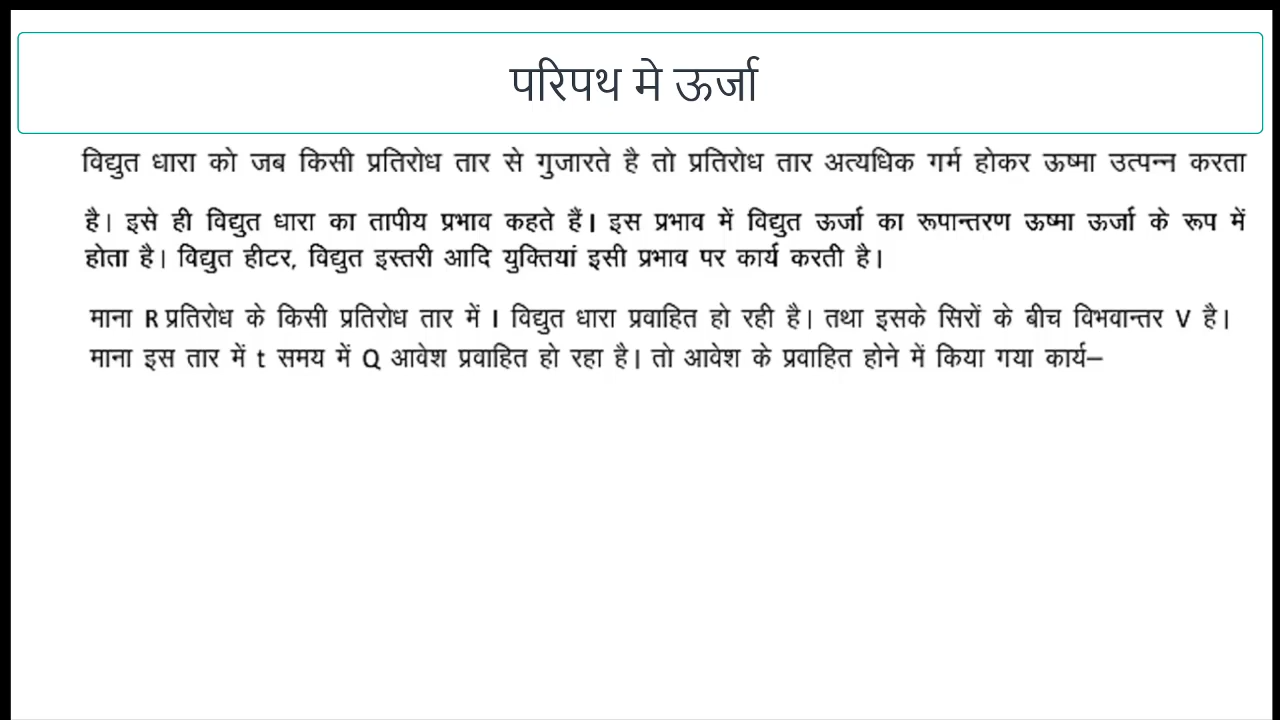 परिपथ मे ऊर्जा
विद्युत धारा को जब किसी प्रतिरोध तार से गुजारते है तो प्रतिरोध तार अत्यधिक गर्म होकर ऊष्मा उत्पन्न करता
है। इसे ही विद्युत धारा का तापीय प्रभाव कहते हैं। इस प्रभाव में विद्युत ऊर्जा का रूपान्तरण ऊष्मा ऊर्जा के रूप में
होता है। विद्युत हीटर, विद्युत इस्तरी आदि युक्तियां इसी प्रभाव पर कार्य करती है।
माना R प्रतिरोध के किसी प्रतिरोध तार में I विद्युत धारा प्रवाहित हो रही है। तथा इसके सिरों के बीच विभवान्तर V है।
माना इस तार में t समय में Q आवेश प्रवाहित हो रहा है। तो आवेश के प्रवाहित होने में किया गया कार्य–